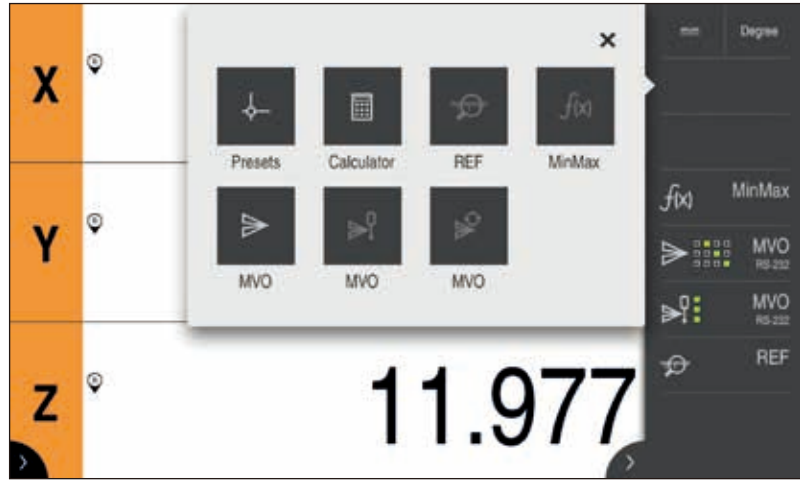 mm Degree
X
Presets Calculator REF MinMax
f(x)
f(x) MinMax
MVO
RS-232
Y
MVO MVO MVO
MVO
RS-232
REF
Z 11.977